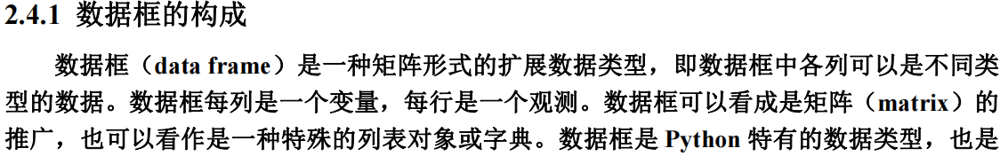 2.4.1 数据框的构成
数据框（data frame）是一种矩阵形式的扩展数据类型，即数据框中各列可以是不同类
型的数据。数据框每列是一个变量，每行是一个观测。数据框可以看成是矩阵（matrix）的
推广，也可以看作是一种特殊的列表对象或字典。数据框是 Python 特有的数据类型，也是